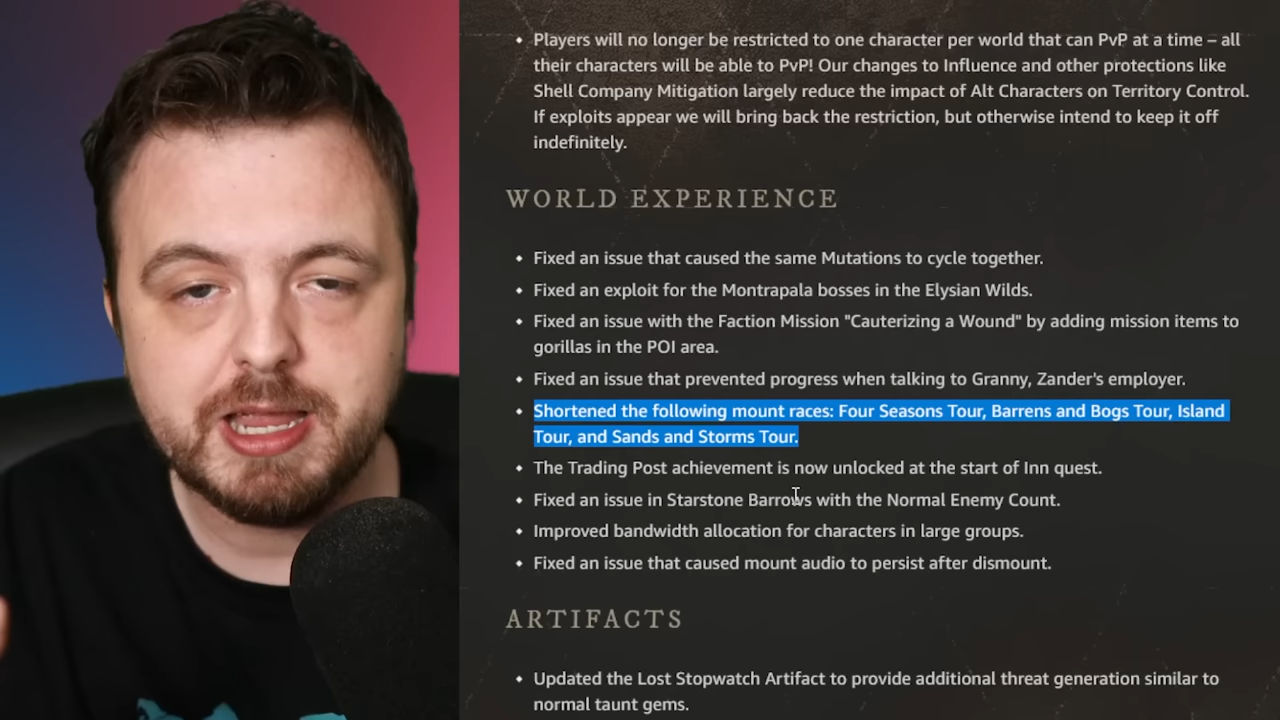 • Players will no longer be restricted to one character per world that can PvP at a time – all
their characters will be able to PvP! Our changes to Influence and other protections like
Shell Company Mitigation largely reduce the impact of Alt Characters on Territory Control.
If exploits appear we will bring back the restriction, but otherwise intend to keep it off
indefinitely.
WORLD EXPERIENCE
• Fixed an issue that caused the same Mutations to cycle together.
• Fixed an exploit for the Montrapala bosses in the Elysian Wilds.
• Fixed an issue with the Faction Mission "Cauterizing a Wound" by adding mission items to
gorillas in the POI area.
• Fixed an issue that prevented progress when talking to Granny, Zander's employer.
• Shortened the following mount races: Four Seasons Tour, Barrens and Bogs Tour, Island
Tour, and Sands and Storms Tour.
• The Trading Post achievement is now unlocked at the start of Inn quest.
• Fixed an issue in Starstone Barrows with the Normal Enemy Count.
• Improved bandwidth allocation for characters in large groups.
• Fixed an issue that caused mount audio to persist after dismount.
ARTIFACTS
• Updated the Lost Stopwatch Artifact to provide additional threat generation similar to
normal taunt gems.